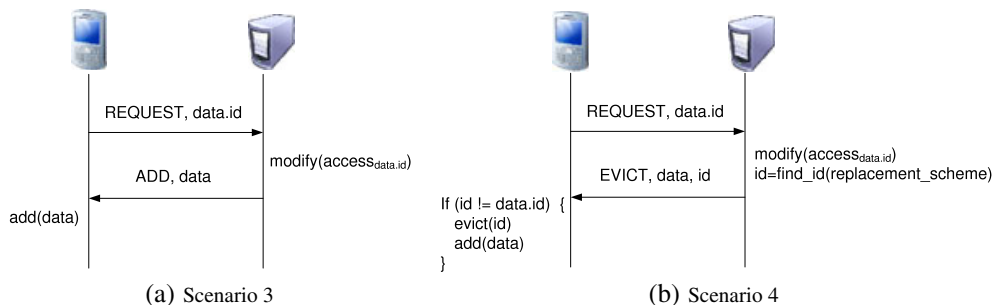 REQUEST, data.id
modify(access_data.id)
ADD, data
add(data)
(a) Scenario 3
REQUEST, data.id
modify(access_data.id)
id=find_id(replacement_scheme)
EVICT, data, id
If (id != data.id) {
evict(id)
add(data)
}
(b) Scenario 4